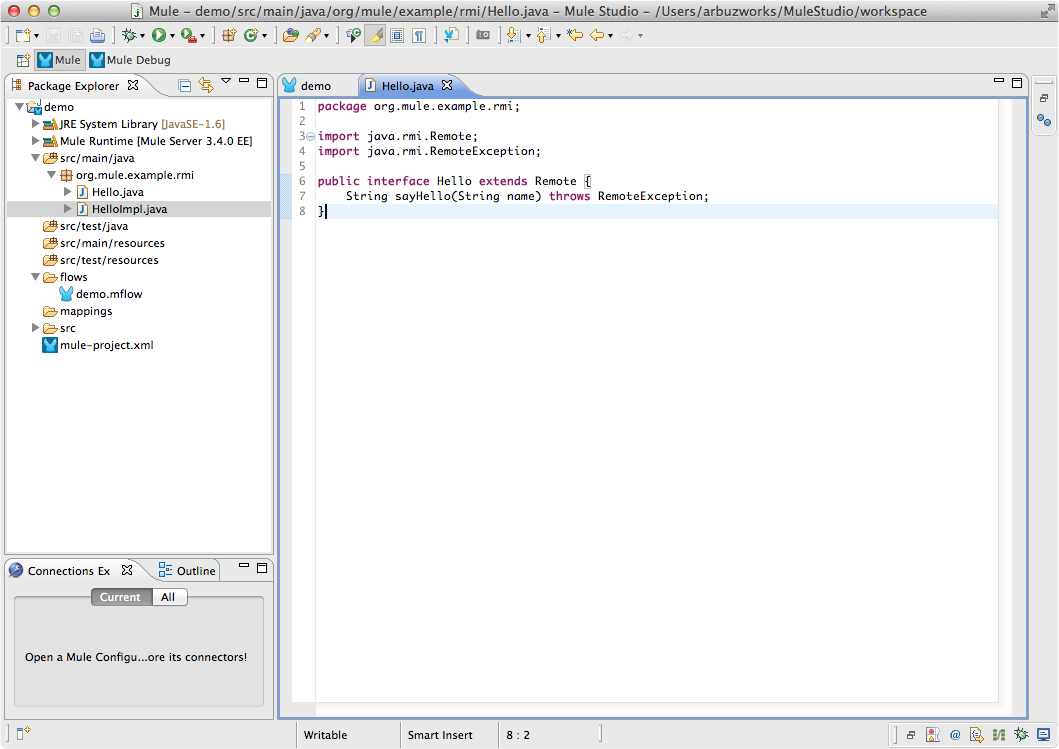 Mule – demo/src/main/java/org/mule/example/rmi/Hello.java – Mule Studio – /Users/arbuzworks/MuleStudio/workspace
Mule Mule Debug
Package Explorer
demo
JRE System Library [JavaSE-1.6]
Mule Runtime [Mule Server 3.4.0 EE]
src/main/java
org.mule.example.rmi
Hello.java
HelloImpl.java
src/test/java
src/main/resources
src/test/resources
flows
demo.mflow
mappings
src
mule-project.xml
demo Hello.java
1 package org.mule.example.rmi;
2
3 import java.rmi.Remote;
4 import java.rmi.RemoteException;
5
6 public interface Hello extends Remote {
7 String sayHello(String name) throws RemoteException;
8 }
Connections Ex Outline
Current All
Open a Mule Configu...ore its connectors!
Writable Smart Insert 8 : 2